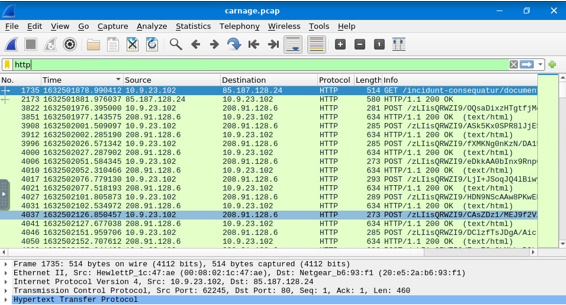 carnage.pcap
File Edit View Go Capture Analyze Statistics Telephony Wireless Tools Help
http
No. Time Source Destination Protocol Length Info
1735 1632501878.990412 10.9.23.102 85.187.128.24 HTTP 514 GET /incidunt-consequatur/documen
2173 1632501881.976037 85.187.128.24 10.9.23.102 HTTP 580 HTTP/1.1 200 OK
3822 1632501976.395000 10.9.23.102 208.91.128.6 HTTP 281 POST /zLIisQRWZI9/
3851 1632501977.143575 208.91.128.6 10.9.23.102 HTTP 634 HTTP/1.1 200 OK (text/html)
3908 1632502001.509097 10.9.23.102 208.91.128.6 HTTP 285 POST /zLIisQRWZI9/
3912 1632502002.285190 208.91.128.6 10.9.23.102 HTTP 634 HTTP/1.1 200 OK (text/html)
3996 1632502026.571342 10.9.23.102 208.91.128.6 HTTP 285 POST /zLIisQRWZI9/
4000 1632502027.287902 208.91.128.6 10.9.23.102 HTTP 634 HTTP/1.1 200 OK (text/html)
4006 1632502051.584345 10.9.23.102 208.91.128.6 HTTP 273 POST /zLIisQRWZI9/
4010 1632502052.310466 208.91.128.6 10.9.23.102 HTTP 634 HTTP/1.1 200 OK (text/html)
4017 1632502076.779130 10.9.23.102 208.91.128.6 HTTP 293 POST /zLIisQRWZI9/
4021 1632502077.518193 208.91.128.6 10.9.23.102 HTTP 634 HTTP/1.1 200 OK (text/html)
4027 1632502101.805873 10.9.23.102 208.91.128.6 HTTP 285 POST /zLIisQRWZI9/
4031 1632502102.534972 208.91.128.6 10.9.23.102 HTTP 634 HTTP/1.1 200 OK (text/html)
4037 1632502126.850457 10.9.23.102 208.91.128.6 HTTP 273 POST /zLIisQRWZI9/
4041 1632502127.677038 208.91.128.6 10.9.23.102 HTTP 634 HTTP/1.1 200 OK (text/html)
4046 1632502151.959706 10.9.23.102 208.91.128.6 HTTP 285 POST /zLIisQRWZI9/
4050 1632502152.707612 208.91.128.6 10.9.23.102 HTTP 634 HTTP/1.1 200 OK (text/html)
Frame 1735: 514 bytes on wire (4112 bits), 514 bytes captured (4112 bits)
Ethernet II, Src: HewlettP_1c:47:ae (00:08:02:1c:47:ae), Dst: Netgear_b6:93:f1 (20:e5:2a:b6:93:f1)
Internet Protocol Version 4, Src: 10.9.23.102, Dst: 85.187.128.24
Transmission Control Protocol, Src Port: 62245, Dst Port: 80, Seq: 1, Ack: 1, Len: 460
Hypertext Transfer Protocol